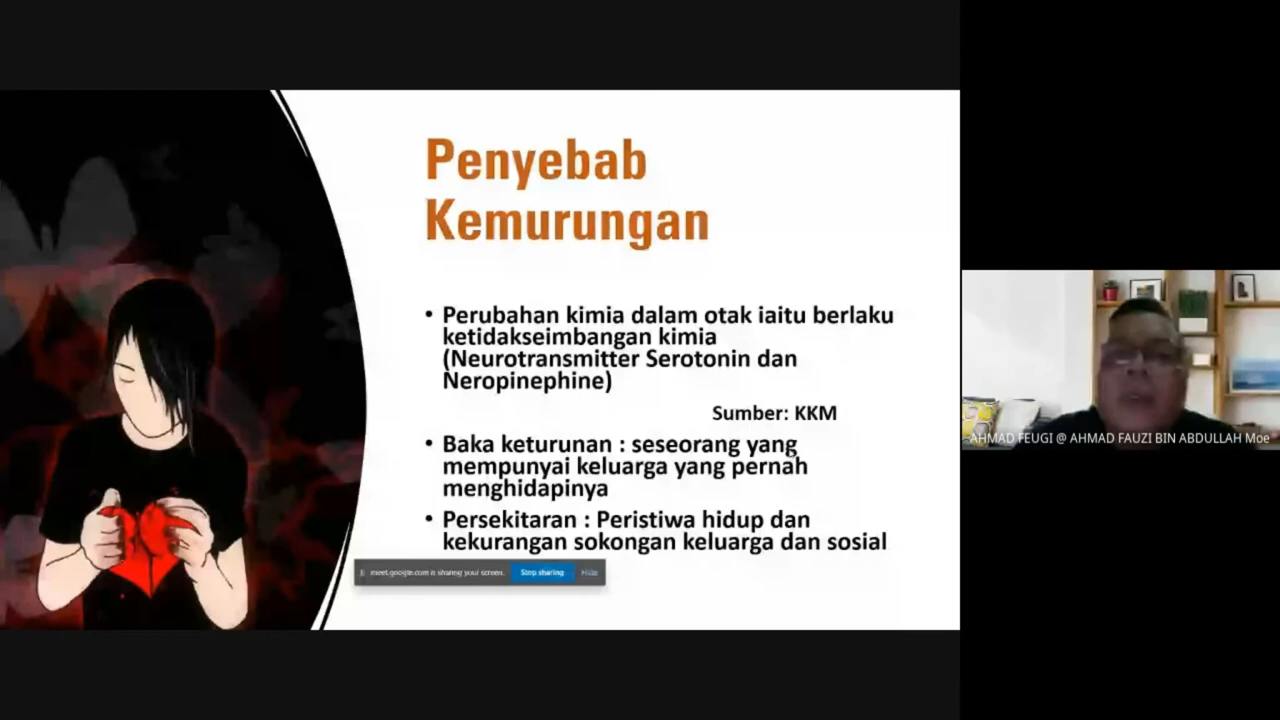 Penyebab
Kemurungan
• Perubahan kimia dalam otak iaitu berlaku
ketidakseimbangan kimia
(Neurotransmitter Serotonin dan
Neropinephine)
Sumber: KKM
• Baka keturunan : seseorang yang
mempunyai keluarga yang pernah
menghidapinya
• Persekitaran : Peristiwa hidup dan
kekurangan sokongan keluarga dan sosial
meet.google.com is sharing your screen.
Stop sharing
Hide
AHMAD FEUGI @ AHMAD FAUZI BIN ABDULLAH Moe